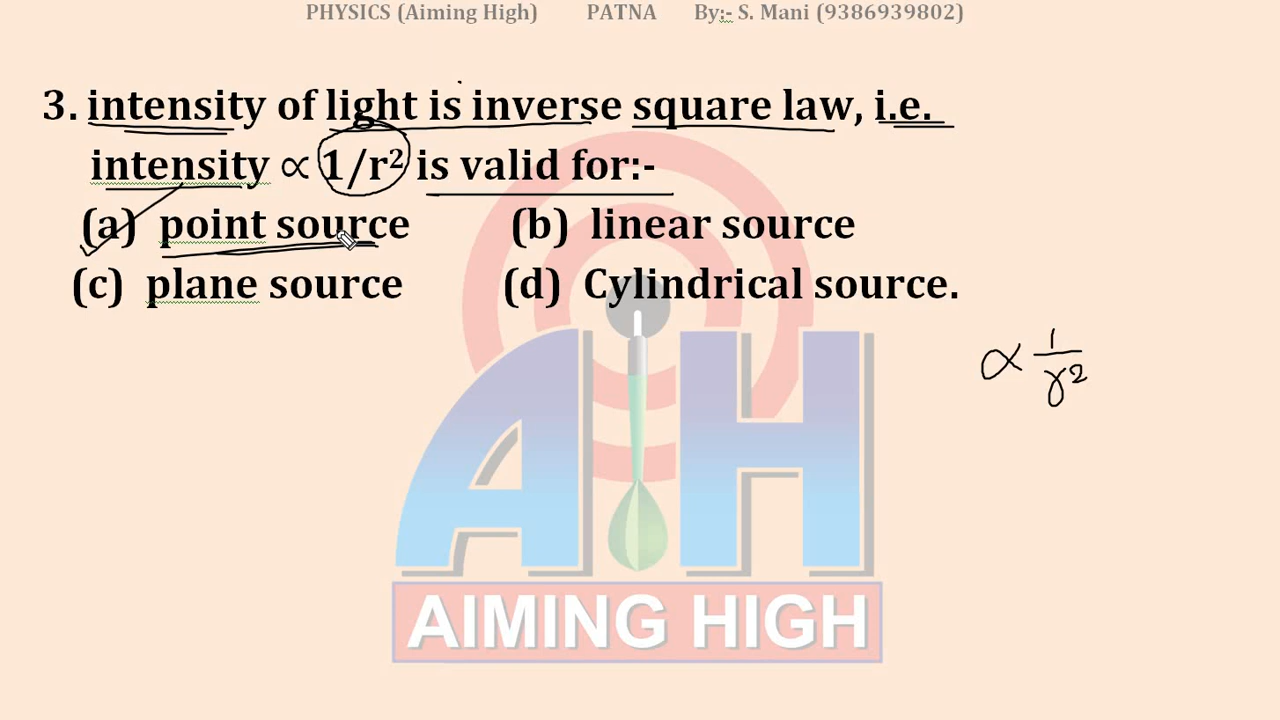 PHYSICS (Aiming High) PATNA By:- S. Mani (9386939802)
3. intensity of light is inverse square law, i.e.
intensity ∝ 1/r² is valid for:-
(a) point source (b) linear source
(c) plane source (d) Cylindrical source.
∝ 1/r²
AH
AIMING HIGH